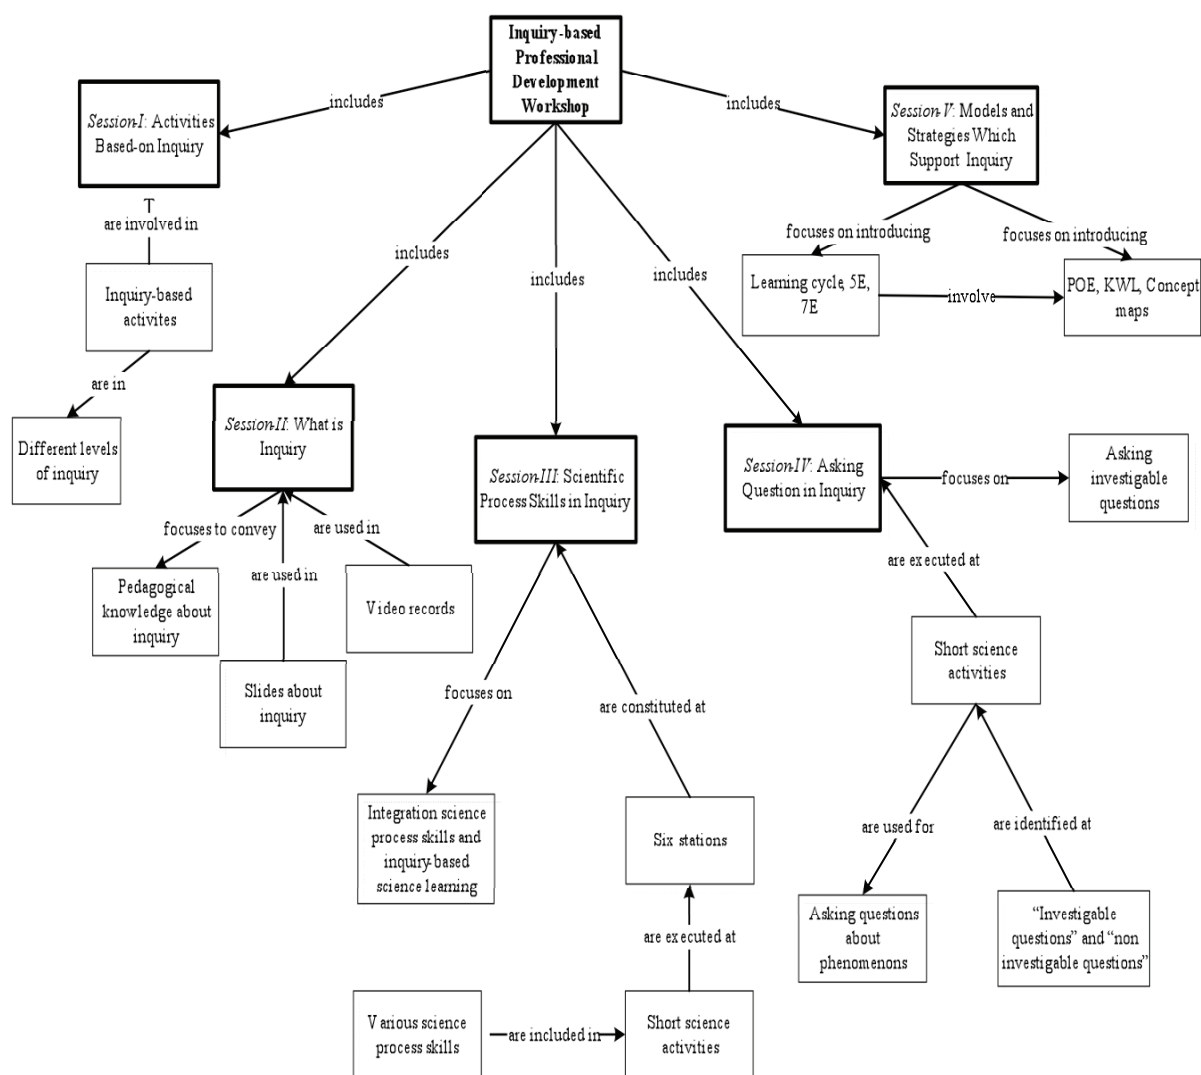 Inquiry-based
Professional
Development
Workshop
includes
includes
Session-I: Activities
Based-on Inquiry
Session-V: Models and
Strategies Which
Support Inquiry
T
are involved in
includes
includes
includes
focuses on introducing
focuses on introducing
Inquiry-based
activites
Learning cycle, 5E,
7E
involve
POE, KWL, Concept
maps
are in
Different levels
of inquiry
Session-II: What is
Inquiry
Session-III: Scientific
Process Skills in Inquiry
Session-IV: Asking
Question in Inquiry
focuses on
Asking
investigable
questions
focuses to convey
are used in
are used in
are executed at
Pedagogical
knowledge about
inquiry
Video records
Slides about
inquiry
Short science
activities
focuses on
are constituted at
Integration science
process skills and
inquiry-based
science learning
Six stations
are used for
are identified at
Asking questions
about
phenomenons
“Investigable
questions” and “non
investigable questions”
are executed at
Various science
process skills
are included in
Short science
activities